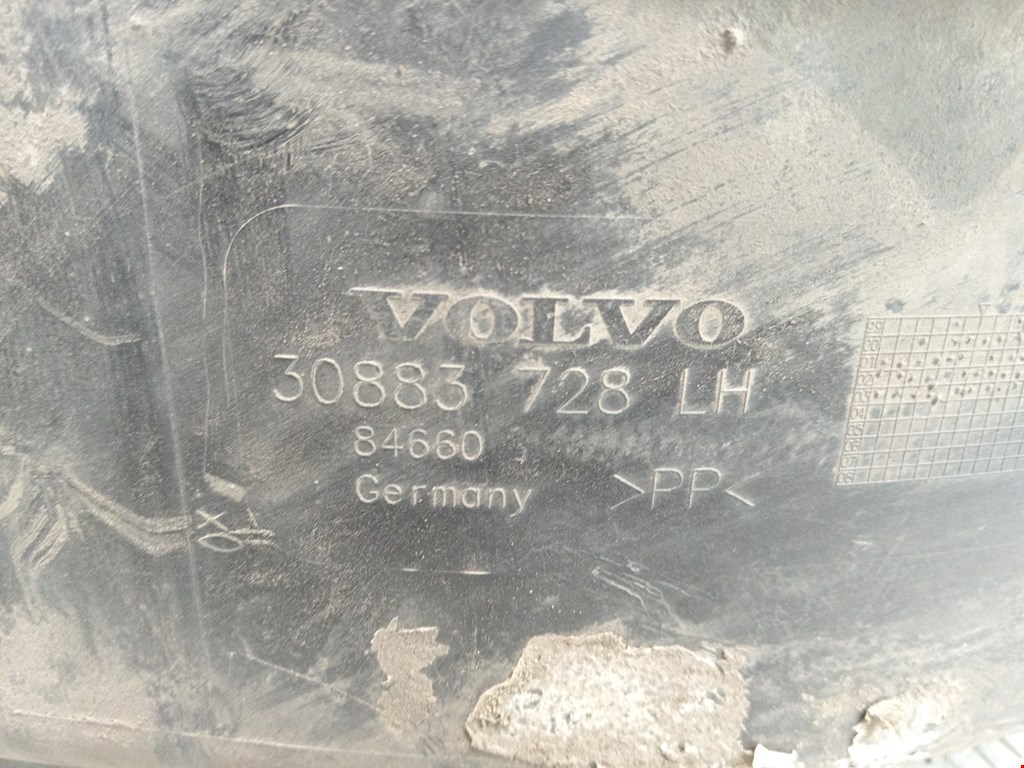 VOLVO
30883 728 LH
84660
Germany >PP<